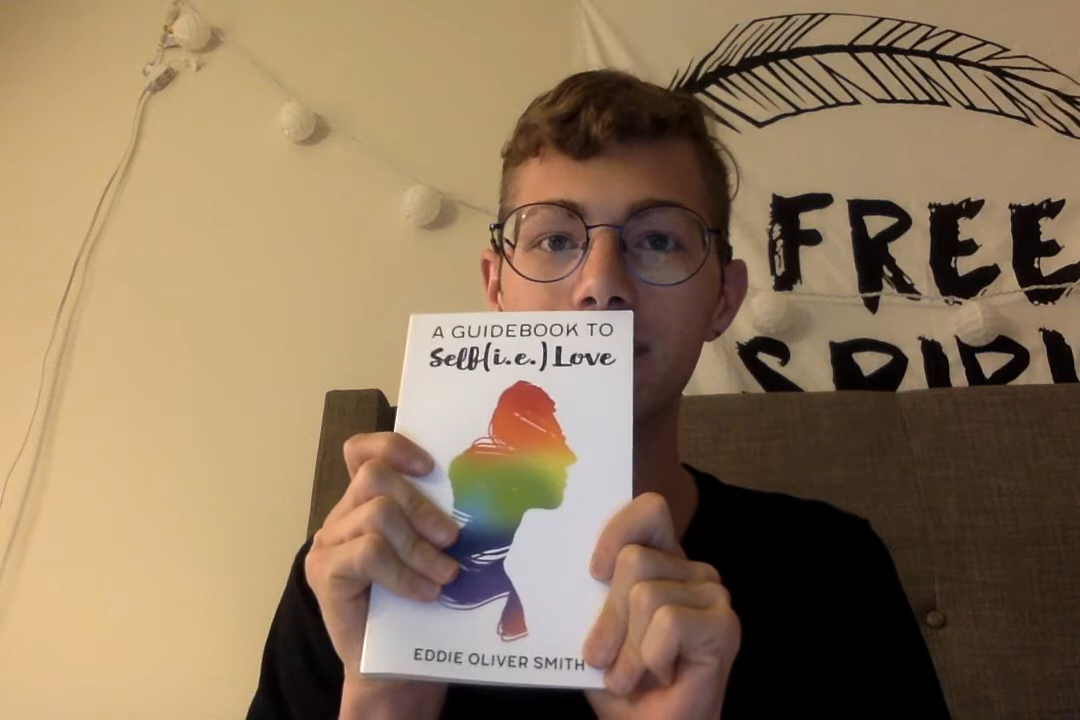 FREE
SPIRI
A GUIDEBOOK TO
Self(i.e.) Love
EDDIE OLIVER SMITH